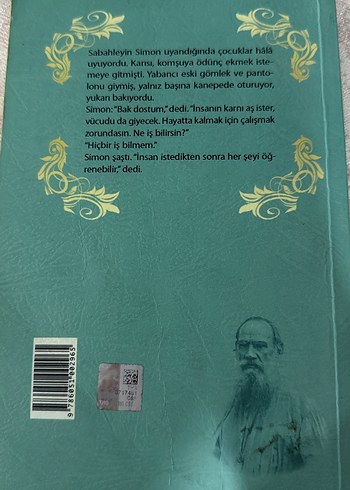 Sabahleyin Simon uyandığında çocuklar hâlâ
uyuyordu. Karısı, komşuya ödünç ekmek iste-
meye gitmişti. Yabancı eski gömlek ve panto-
lonu giymiş, yalnız başına kanepede oturuyor,
yukarı bakıyordu.
Simon: "Bak dostum," dedi. "İnsanın karnı aş ister,
vücudu da giyecek. Hayatta kalmak için çalışmak
zorundasın. Ne iş bilirsin?"
"Hiçbir iş bilmem."
Simon şaştı. "İnsan istedikten sonra her şeyi öğ-
renebilir," dedi.
9 786051 002965